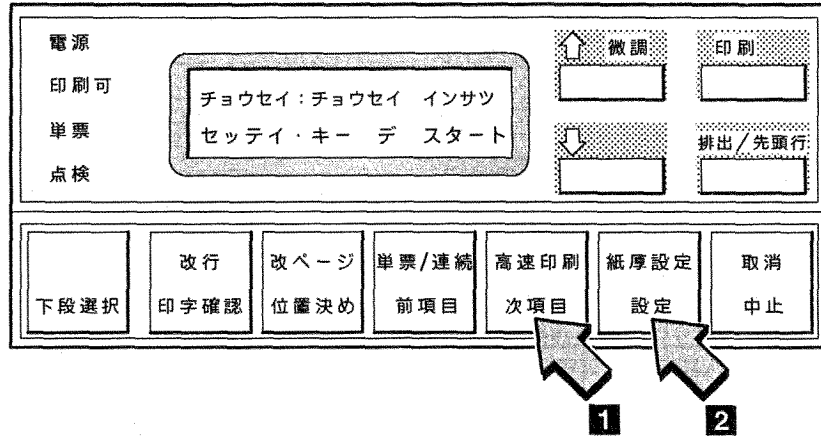 電源
印刷可
単票
点検
チョウセイ:チョウセイ インサツ
セッテイ・キー デ スタート
微調
印刷
排出/先頭行
下段選択
改行
印字確認
改ページ
位置決め
単票/連続
前項目
高速印刷
次項目
紙厚設定
設定
取消
中止
1
2